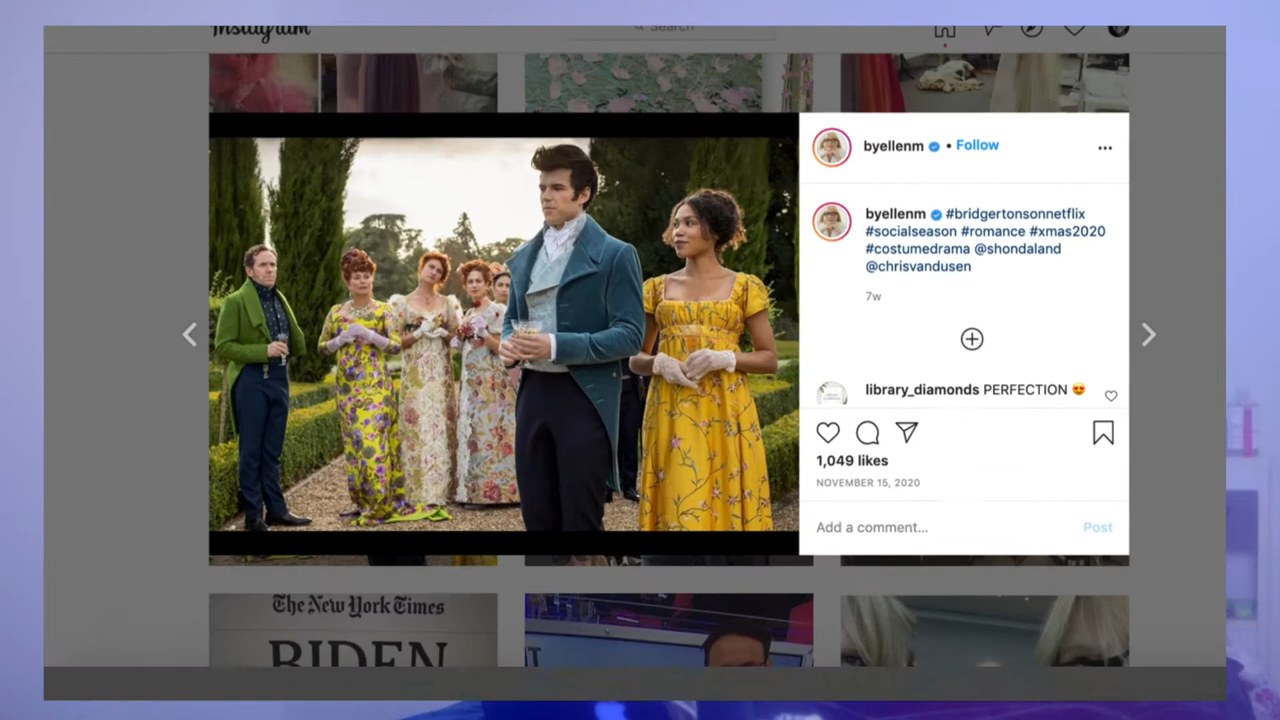 Instagram
Search
byellenm • Follow
byellenm #bridgertonsonnetflix
#socialseason #romance #xmas2020
#costumedrama @shondaland
@chrisvandusen
7w
library_diamonds PERFECTION 😍
1,049 likes
NOVEMBER 15, 2020
Add a comment...
Post
The New York Times
BIDEN